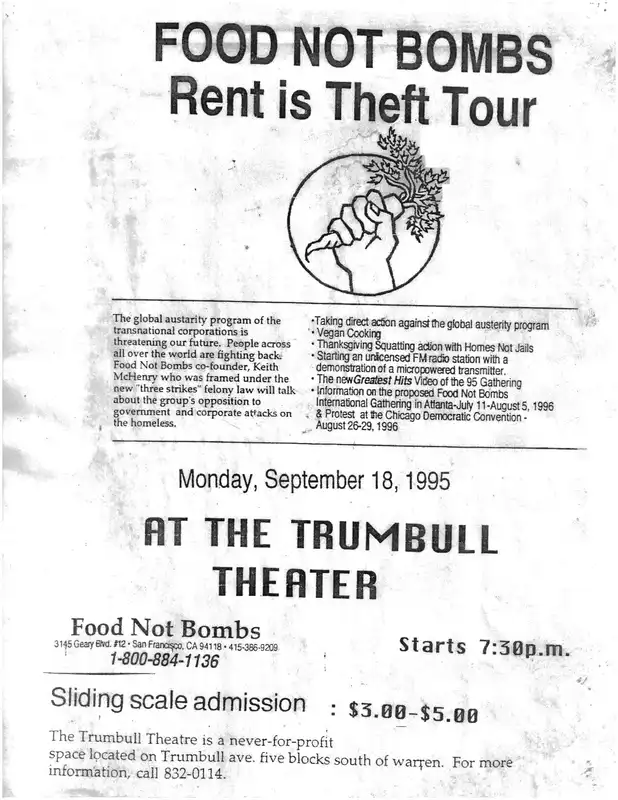 FOOD NOT BOMBS
Rent is Theft Tour
The global austarity program of the
transnational corporations is
threatening our future. People across
all over the world are fighting back.
Food Not Bombs co-founder, Keith
McHenry who was framed under the
new "three strikes" felony law will talk
about the group's opposition to
government and corporate attacks on
the homeless.
•Taking direct action against the global austerity program
• Vegan Cooking
• Thanksgiving Squatting action with Homes Not Jails
• Starting an unlicensed FM radio station with a
demonstration of a micropowered transmitter.
• The new Greatest Hits Video of the 95 Gathering
• Information on the proposed Food Not Bombs
International Gathering in Atlanta-July 11-August 5, 1996
& Protest at the Chicago Democratic Convention -
August 26-29, 1996
Monday, September 18, 1995
AT THE TRUMBULL
THEATER
Food Not Bombs
3145 Geary Blvd. #12 • San Francisco, CA 94118 • 415-386-9209
1-800-884-1136
Starts 7:30p.m.
Sliding scale admission : $3.00-$5.00
The Trumbull Theatre is a never-for-profit
space located on Trumbull ave. five blocks south of warren. For more
information, call 832-0114.